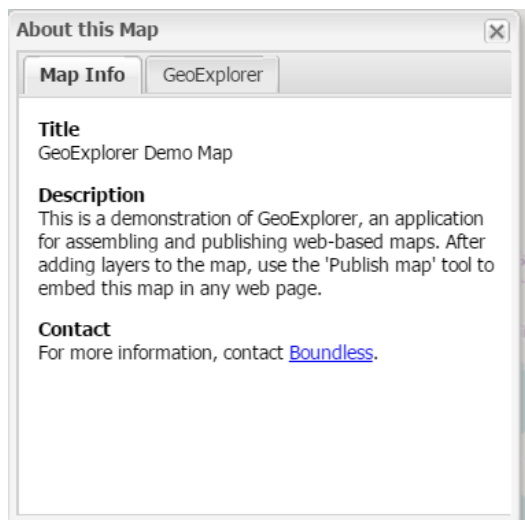 About this Map
Map Info
GeoExplorer
Title
GeoExplorer Demo Map
Description
This is a demonstration of GeoExplorer, an application
for assembling and publishing web-based maps. After
adding layers to the map, use the 'Publish map' tool to
embed this map in any web page.
Contact
For more information, contact Boundless.